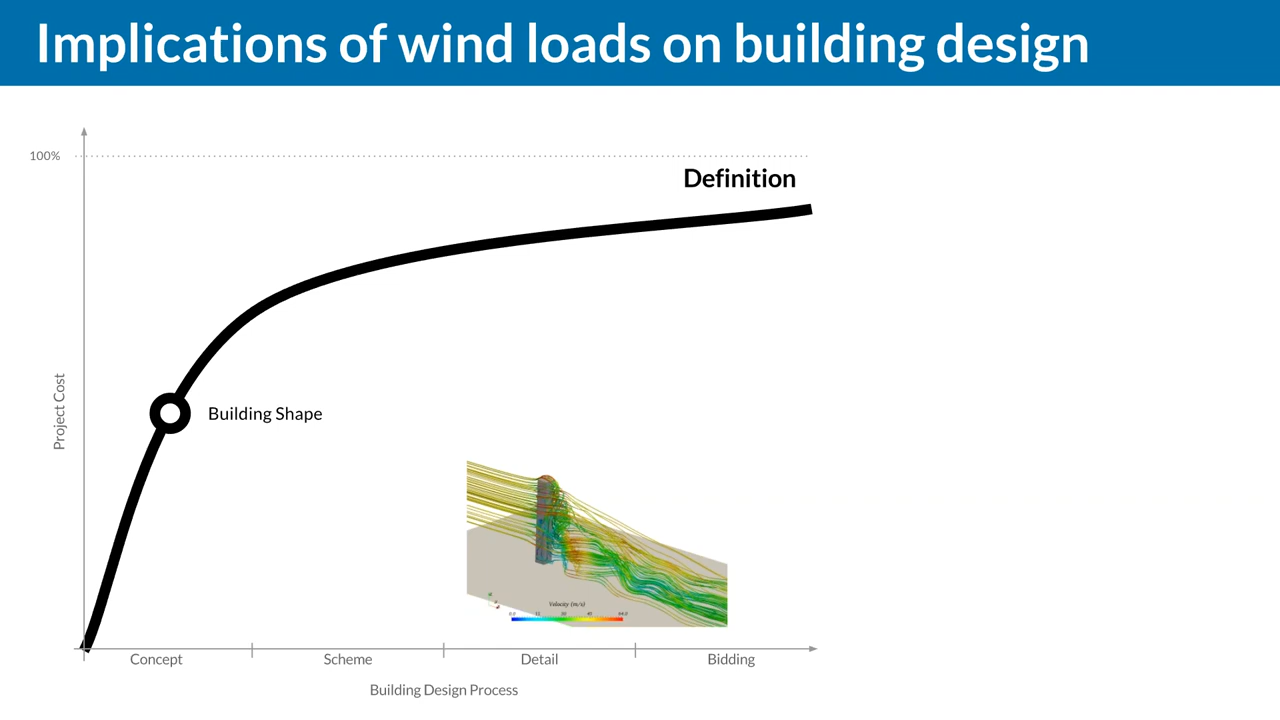 Implications of wind loads on building design
100%
Definition
Project Cost
Building Shape
Velocity (m/s)
Concept
Scheme
Detail
Bidding
Building Design Process